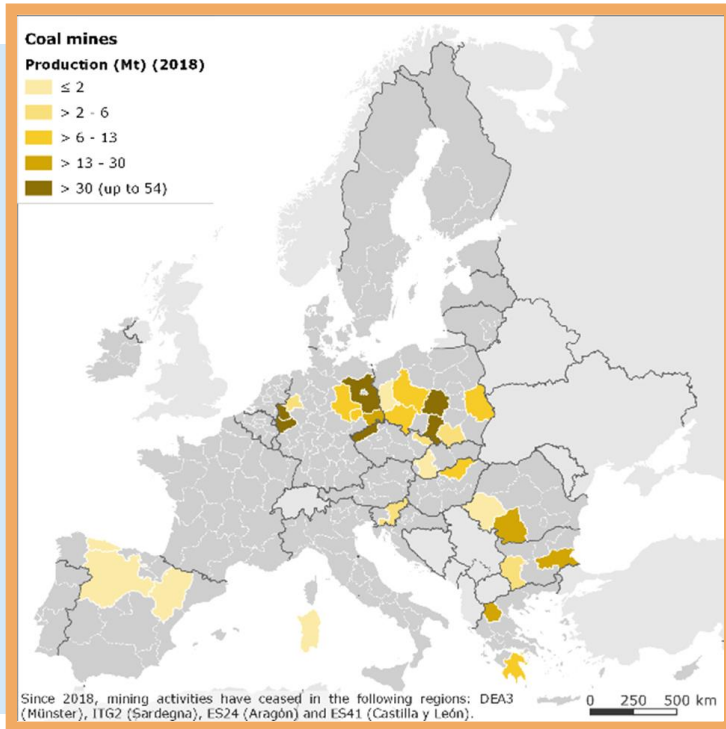 Coal mines
Production (Mt) (2018)
≤ 2
> 2 - 6
> 6 - 13
> 13 - 30
> 30 (up to 54)
Since 2018, mining activities have ceased in the following regions: DEA3
(Münster), ITG2 (Sardegna), ES24 (Aragón) and ES41 (Castilla y León).
0 250 500 km